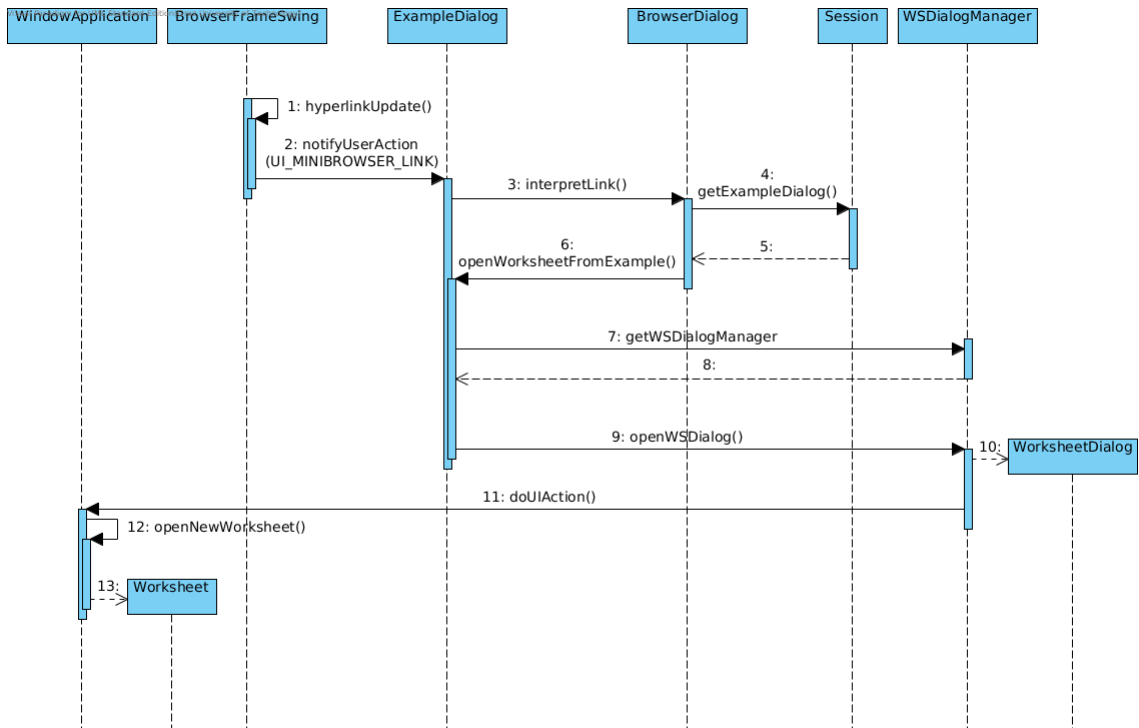 WindowApplication BrowserFrameSwing ExampleDialog BrowserDialog Session WSDialogManager
1: hyperlinkUpdate()
2: notifyUserAction
(UI_MINIBROWSER_LINK)
3: interpretLink()
4:
getExampleDialog()
5:
6:
openWorksheetFromExample()
7: getWSDialogManager
8:
9: openWSDialog()
10:
WorksheetDialog
11: doUIAction()
12: openNewWorksheet()
13:
Worksheet